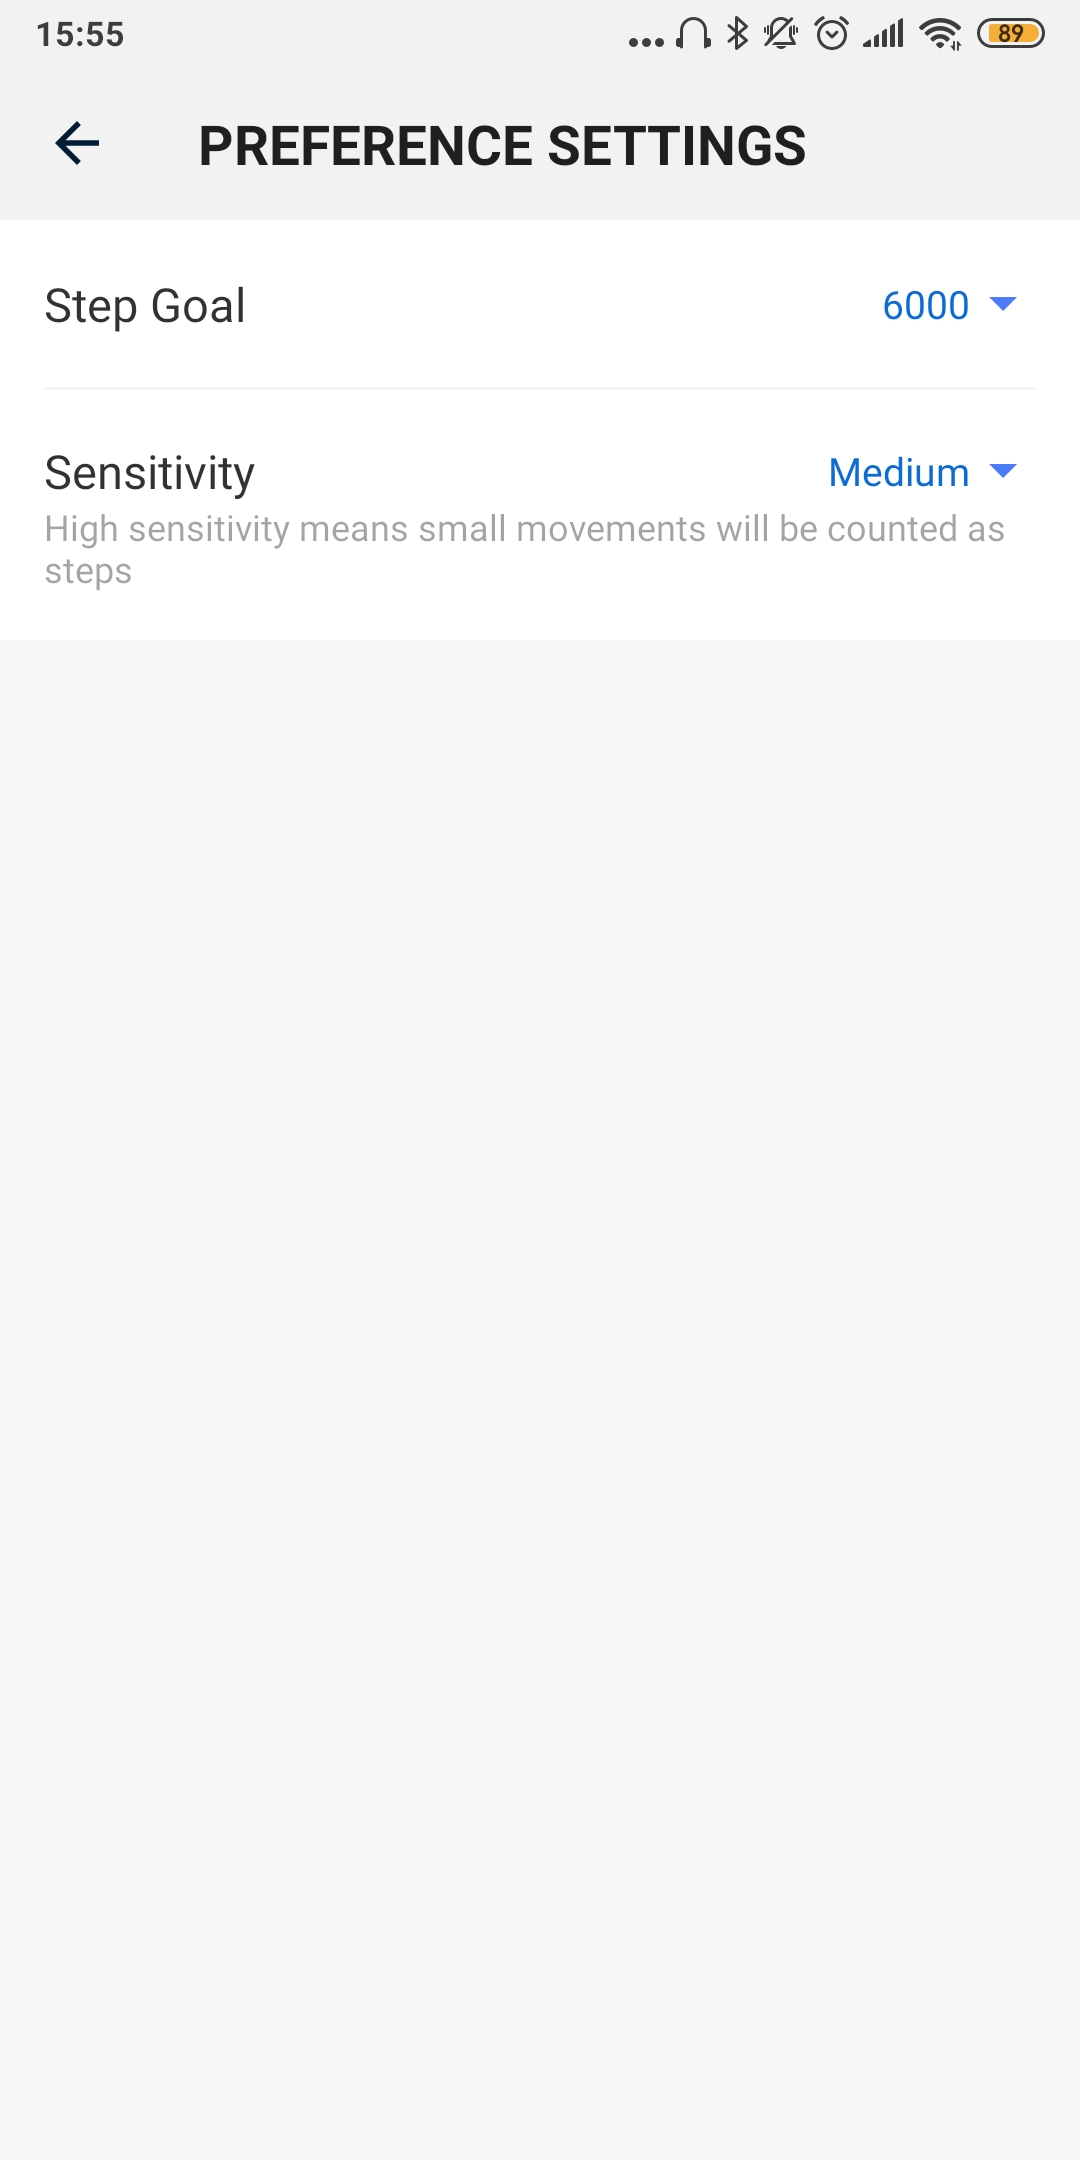 15:55
89
PREFERENCE SETTINGS
Step Goal
6000
Sensitivity
Medium
High sensitivity means small movements will be counted as
steps